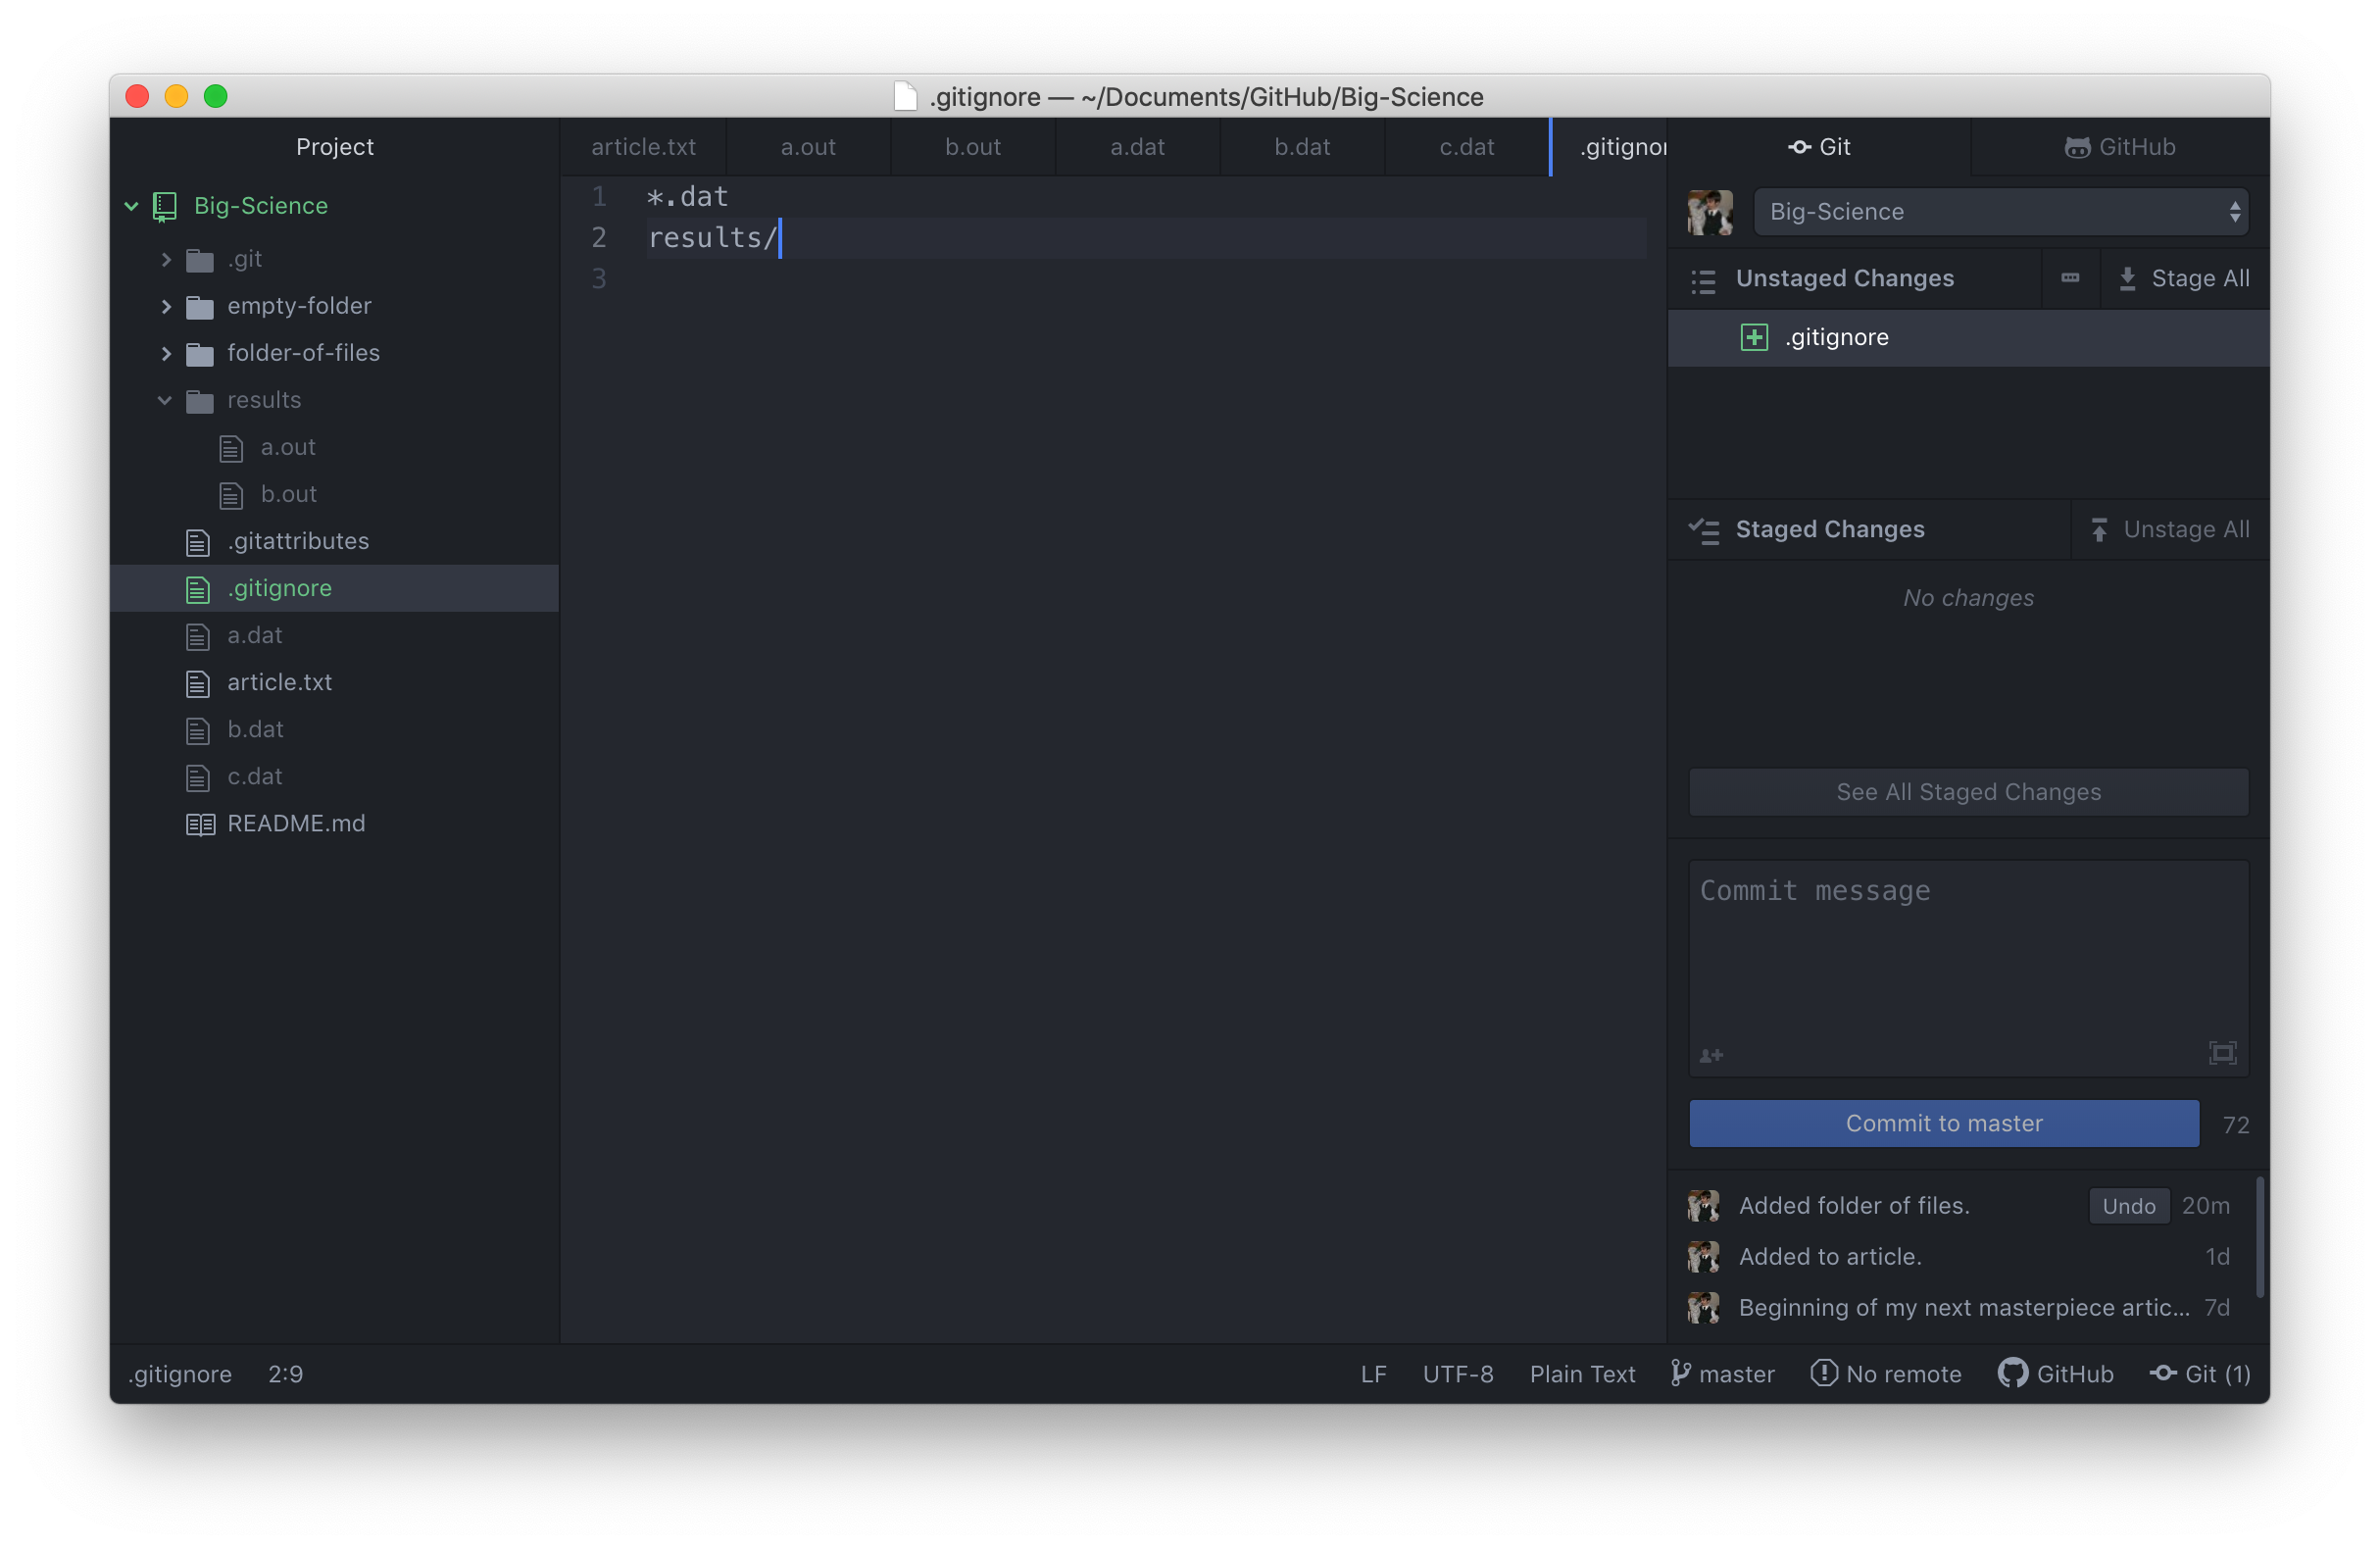 .gitignore — ~/Documents/GitHub/Big-Science
Project
Big-Science
.git
empty-folder
folder-of-files
results
a.out
b.out
.gitattributes
.gitignore
a.dat
article.txt
b.dat
c.dat
README.md
article.txt
a.out
b.out
a.dat
b.dat
c.dat
.gitignor
1 *.dat
2 results/
3
Git
GitHub
Big-Science
Unstaged Changes
Stage All
.gitignore
Staged Changes
Unstage All
No changes
See All Staged Changes
Commit message
Commit to master 72
Added folder of files. Undo 20m
Added to article. 1d
Beginning of my next masterpiece artic... 7d
.gitignore 2:9 LF UTF-8 Plain Text master No remote GitHub Git (1)